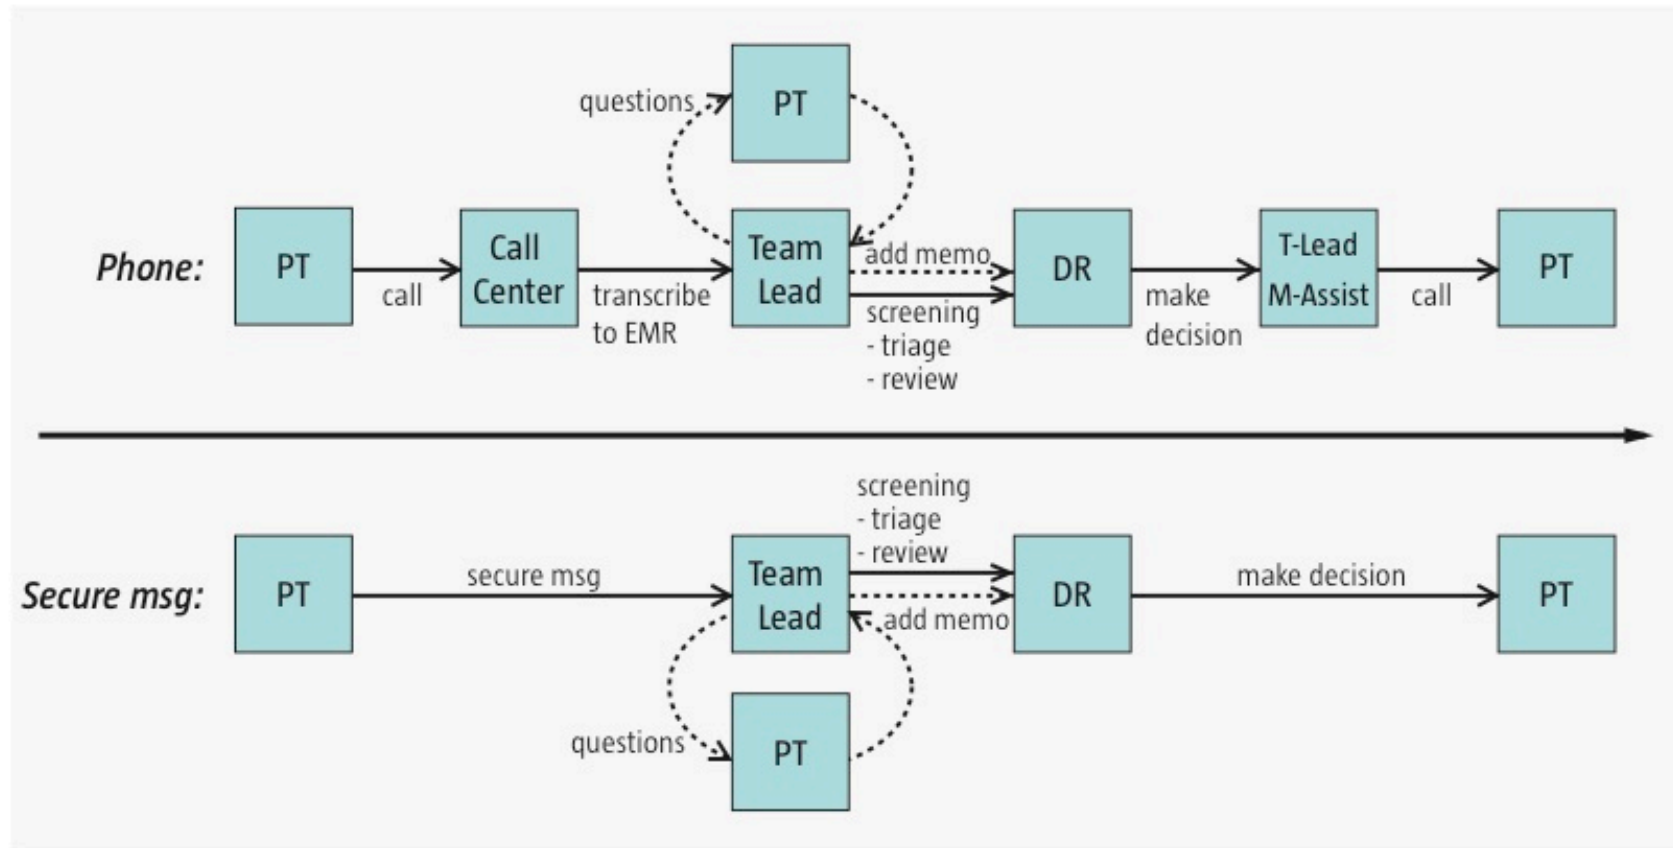 PT
questions
Phone:
PT
call
Call
Center
transcribe
to EMR
Team
Lead
add memo
screening
- triage
- review
DR
make
decision
T-Lead
M-Assist
call
PT
Secure msg:
PT
secure msg
Team
Lead
screening
- triage
- review
add memo
DR
make decision
PT
questions
PT